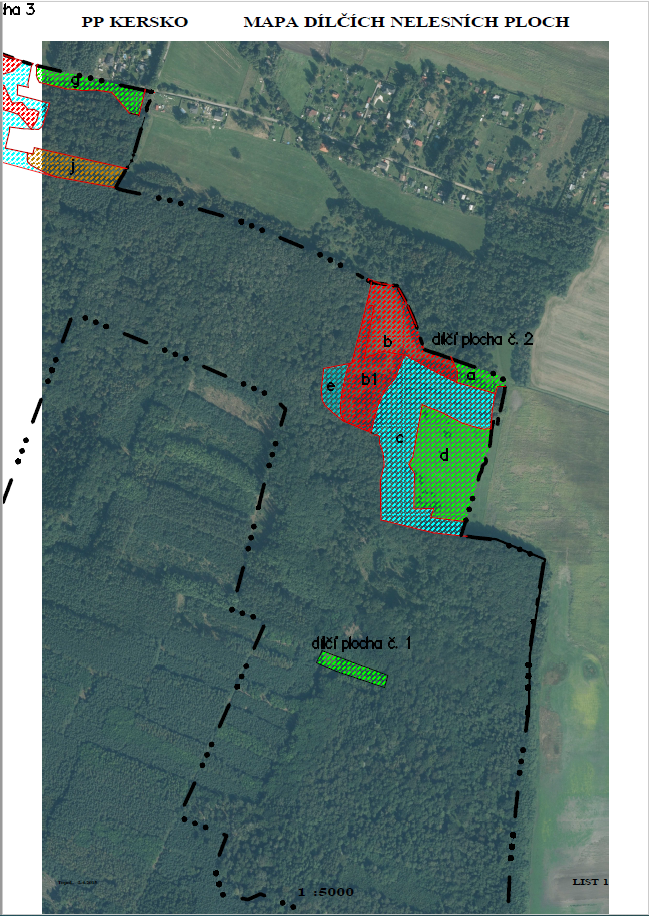 ha 3
PP KERSKO MAPA DÍLČÍCH NELESNÍCH PLOCH
g
j
b
dílčí plocha č. 2
a
b1
e
c
d
dílčí plocha č. 1
LIST 1
1 :5000